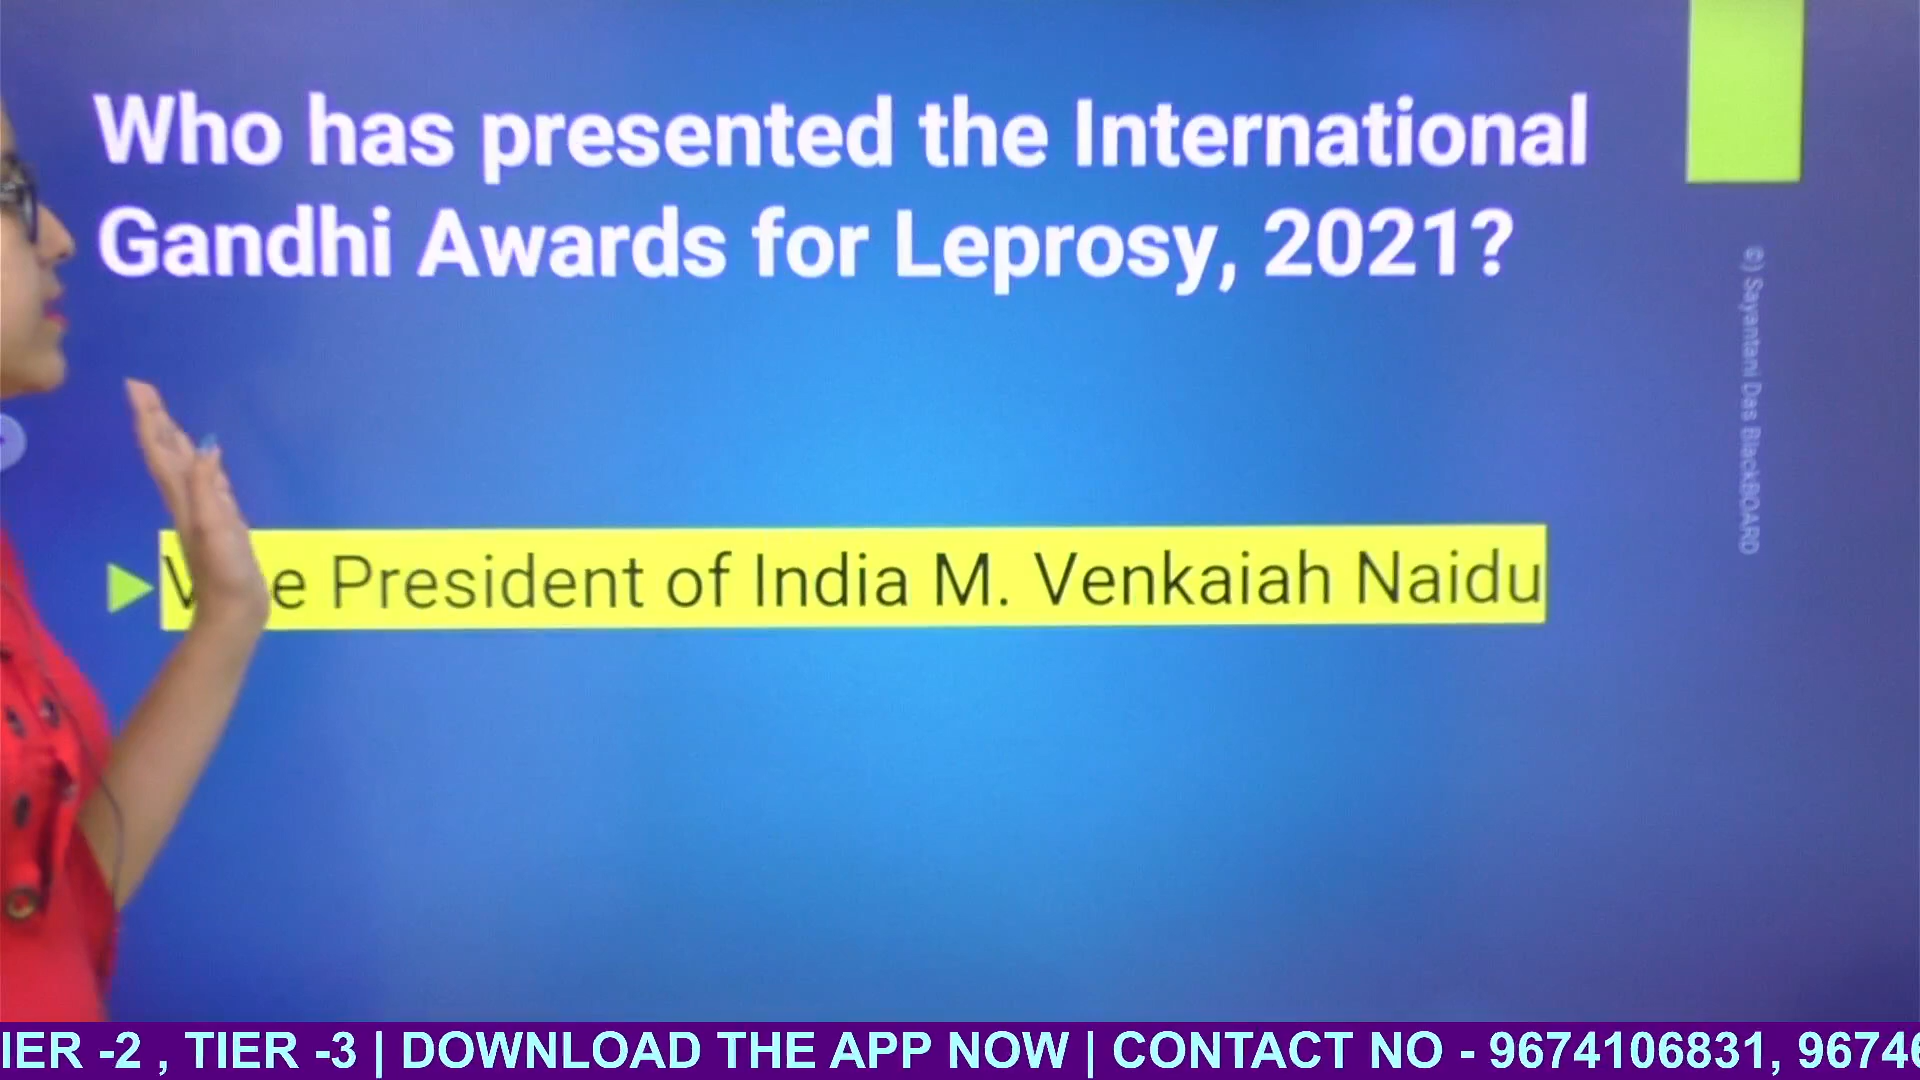 Who has presented the International
Gandhi Awards for Leprosy, 2021?
President of India M. Venkaiah Naidu
©) Sayantani Das BlackBOARD
IER -2 , TIER -3 | DOWNLOAD THE APP NOW | CONTACT NO - 9674106831, 9674